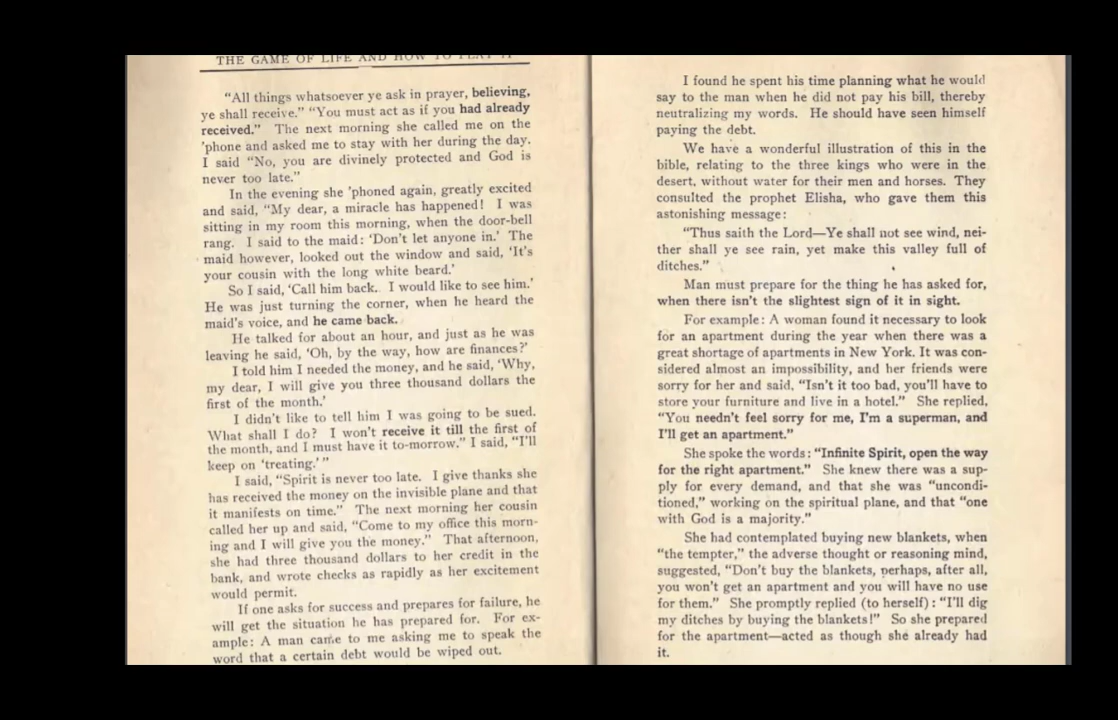 THE GAME OF LIFE AND HOW TO PLAY IT
“All things whatsoever ye ask in prayer, believing,
ye shall receive.” “You must act as if you had already
received.” The next morning she called me on the
'phone and asked me to stay with her during the day.
I said “No, you are divinely protected and God is
never too late.”
In the evening she 'phoned again, greatly excited
and said, “My dear, a miracle has happened! I was
sitting in my room this morning, when the door-bell
rang. I said to the maid: ‘Don't let anyone in.’ The
maid however, looked out the window and said, ‘It's
your cousin with the long white beard.’
So I said, ‘Call him back. I would like to see him.’
He was just turning the corner, when he heard the
maid's voice, and he came back.
He talked for about an hour, and just as he was
leaving he said, ‘Oh, by the way, how are finances?’
I told him I needed the money, and he said, ‘Why,
my dear, I will give you three thousand dollars the
first of the month.’
I didn't like to tell him I was going to be sued.
What shall I do? I won't receive it till the first of
the month, and I must have it to-morrow.” I said, “I'll
keep on ‘treating.’ ”
I said, “Spirit is never too late. I give thanks she
has received the money on the invisible plane and that
it manifests on time.” The next morning her cousin
called her up and said, “Come to my office this morn-
ing and I will give you the money.” That afternoon,
she had three thousand dollars to her credit in the
bank, and wrote checks as rapidly as her excitement
would permit.
If one asks for success and prepares for failure, he
will get the situation he has prepared for. For ex-
ample: A man came to me asking me to speak the
word that a certain debt would be wiped out.
I found he spent his time planning what he would
say to the man when he did not pay his bill, thereby
neutralizing my words. He should have seen himself
paying the debt.
We have a wonderful illustration of this in the
bible, relating to the three kings who were in the
desert, without water for their men and horses. They
consulted the prophet Elisha, who gave them this
astonishing message:
“Thus saith the Lord—Ye shall not see wind, nei-
ther shall ye see rain, yet make this valley full of
ditches.”
Man must prepare for the thing he has asked for,
when there isn't the slightest sign of it in sight.
For example: A woman found it necessary to look
for an apartment during the year when there was a
great shortage of apartments in New York. It was con-
sidered almost an impossibility, and her friends were
sorry for her and said, “Isn't it too bad, you'll have to
store your furniture and live in a hotel.” She replied,
“You needn't feel sorry for me, I'm a superman, and
I'll get an apartment.”
She spoke the words: “Infinite Spirit, open the way
for the right apartment.” She knew there was a sup-
ply for every demand, and that she was “uncondi-
tioned,” working on the spiritual plane, and that “one
with God is a majority.”
She had contemplated buying new blankets, when
“the tempter,” the adverse thought or reasoning mind,
suggested, “Don't buy the blankets, perhaps, after all,
you won't get an apartment and you will have no use
for them.” She promptly replied (to herself) : “I'll dig
my ditches by buying the blankets!” So she prepared
for the apartment—acted as though she already had
it.